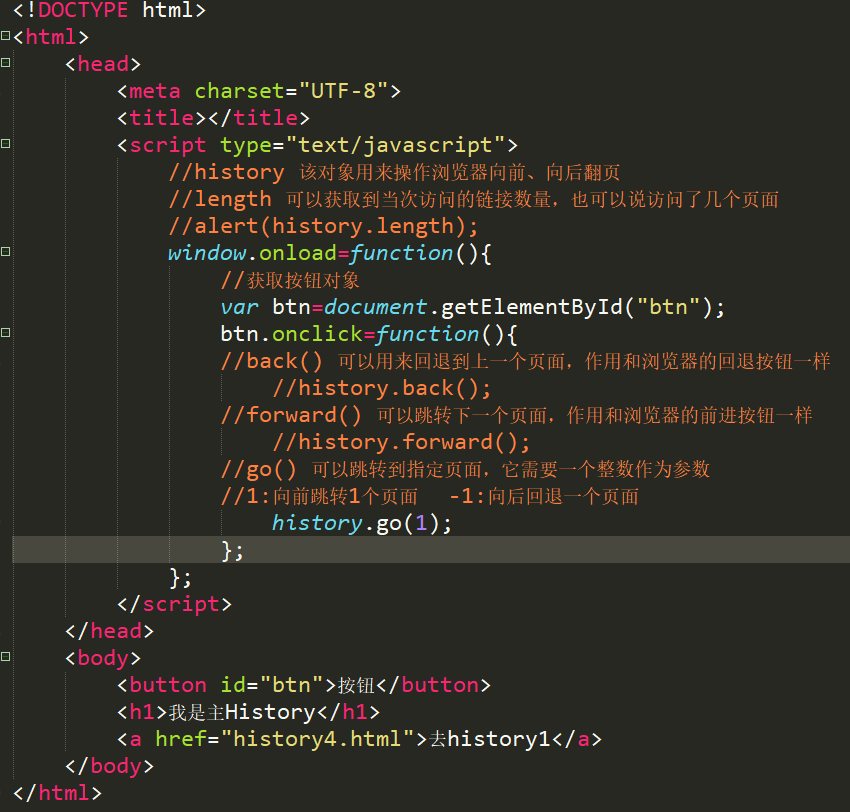 <!DOCTYPE html>
<html>
<head>
<meta charset="UTF-8">
<title></title>
<script type="text/javascript">
//history 该对象用来操作浏览器向前、向后翻页
//length 可以获取到当次访问的链接数量，也可以说访问了几个页面
//alert(history.length);
window.onload=function(){
//获取按钮对象
var btn=document.getElementById("btn");
btn.onclick=function(){
//back() 可以用来回退到上一个页面，作用和浏览器的回退按钮一样
//history.back();
//forward() 可以跳转下一个页面，作用和浏览器的前进按钮一样
//history.forward();
//go() 可以跳转到指定页面，它需要一个整数作为参数
//1:向前跳转1个页面 -1:向后回退一个页面
history.go(1);
};
};
</script>
</head>
<body>
<button id="btn">按钮</button>
<h1>我是主History</h1>
<a href="history4.html">去history1</a>
</body>
</html>